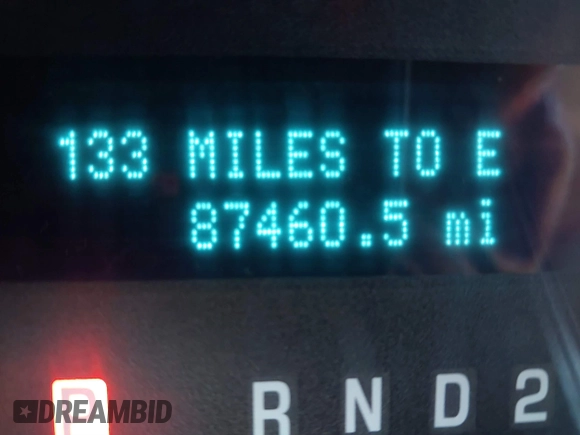 133 MILES TO E
87460.5 mi
P R N D 2
DREAMBID